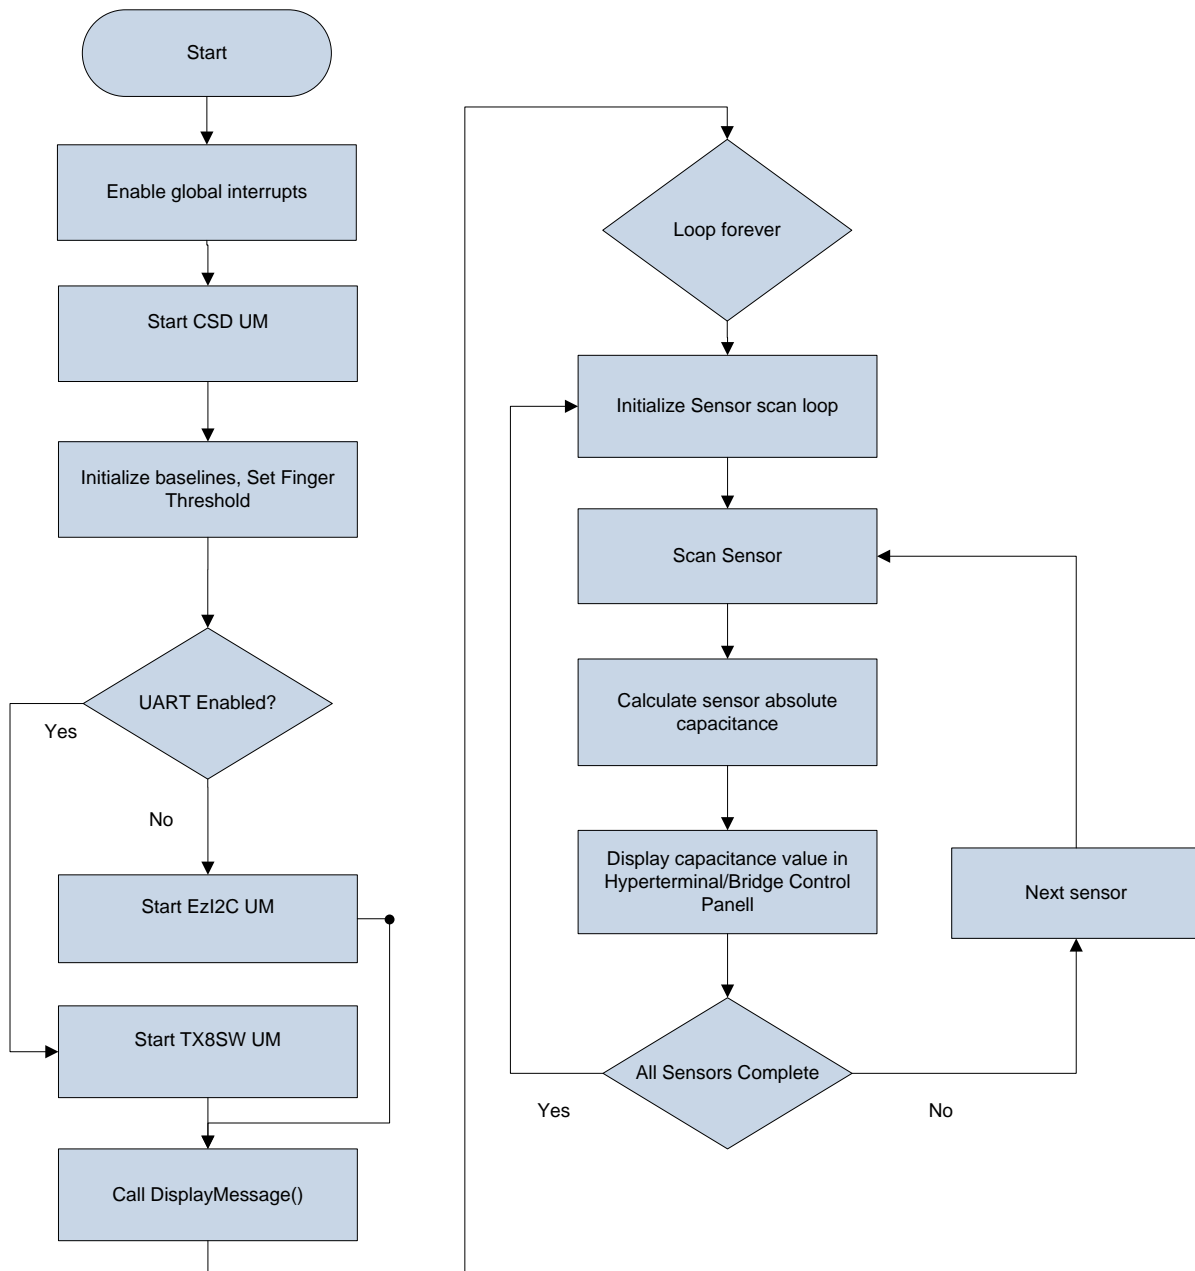 Start
Enable global interrupts
Start CSD UM
Initialize baselines, Set Finger
Threshold
UART Enabled?
Yes
No
Start EzI2C UM
Start TX8SW UM
Call DisplayMessage()
Loop forever
Initialize Sensor scan loop
Scan Sensor
Calculate sensor absolute
capacitance
Display capacitance value in
Hyperterminal/Bridge Control
Panell
Next sensor
All Sensors Complete
Yes
No